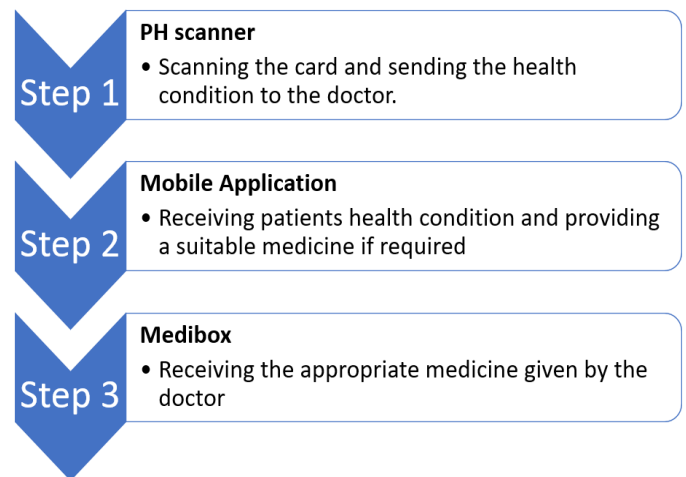 Step 1
PH scanner
• Scanning the card and sending the health
condition to the doctor.
Step 2
Mobile Application
• Receiving patients health condition and providing
a suitable medicine if required
Step 3
Medibox
• Receiving the appropriate medicine given by the
doctor